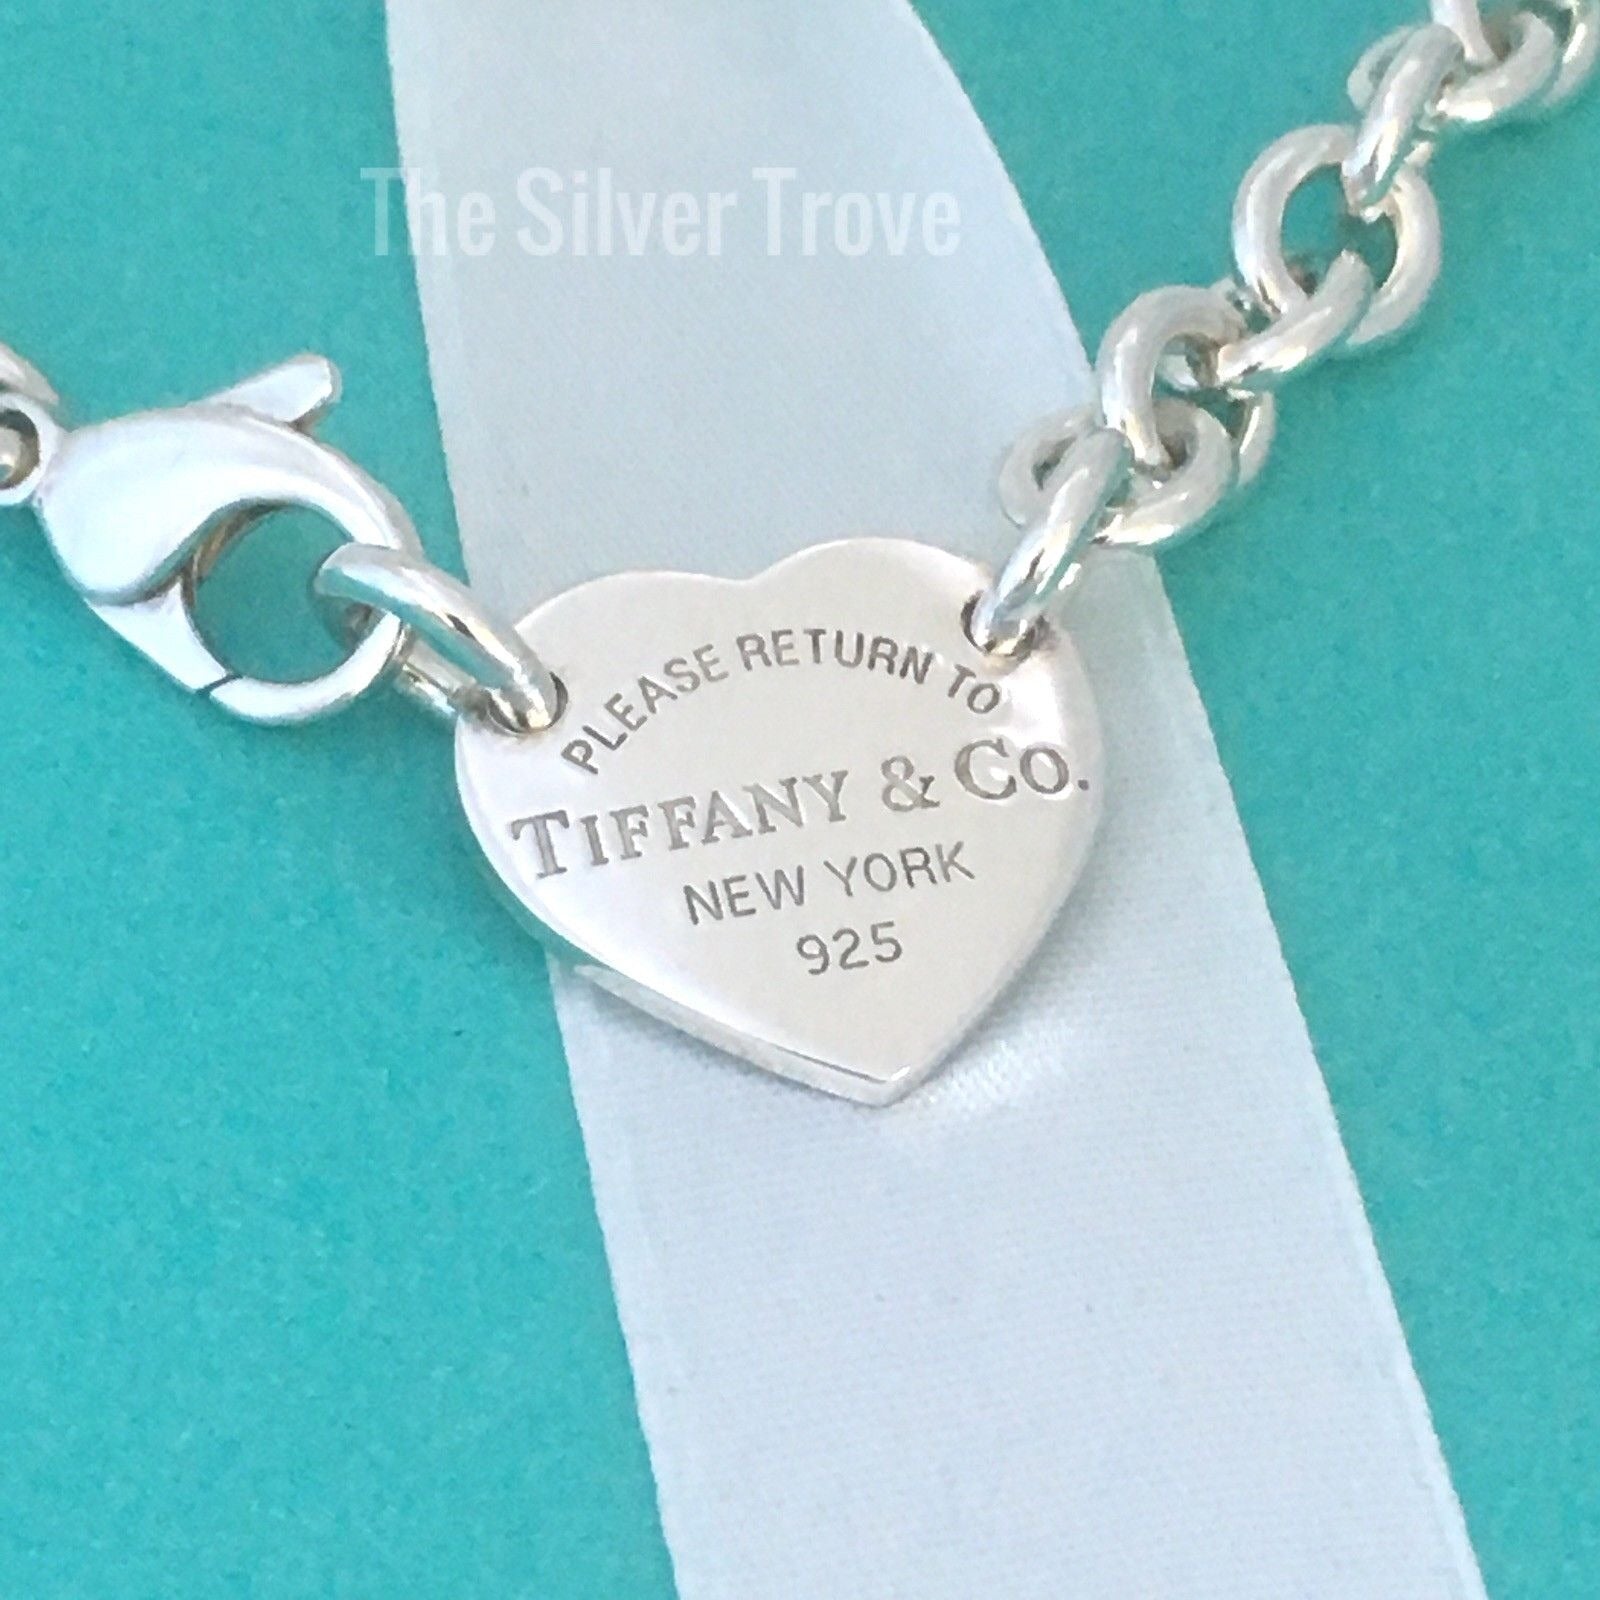 The Silver Trove
PLEASE RETURN TO
TIFFANY & CO.
NEW YORK
925